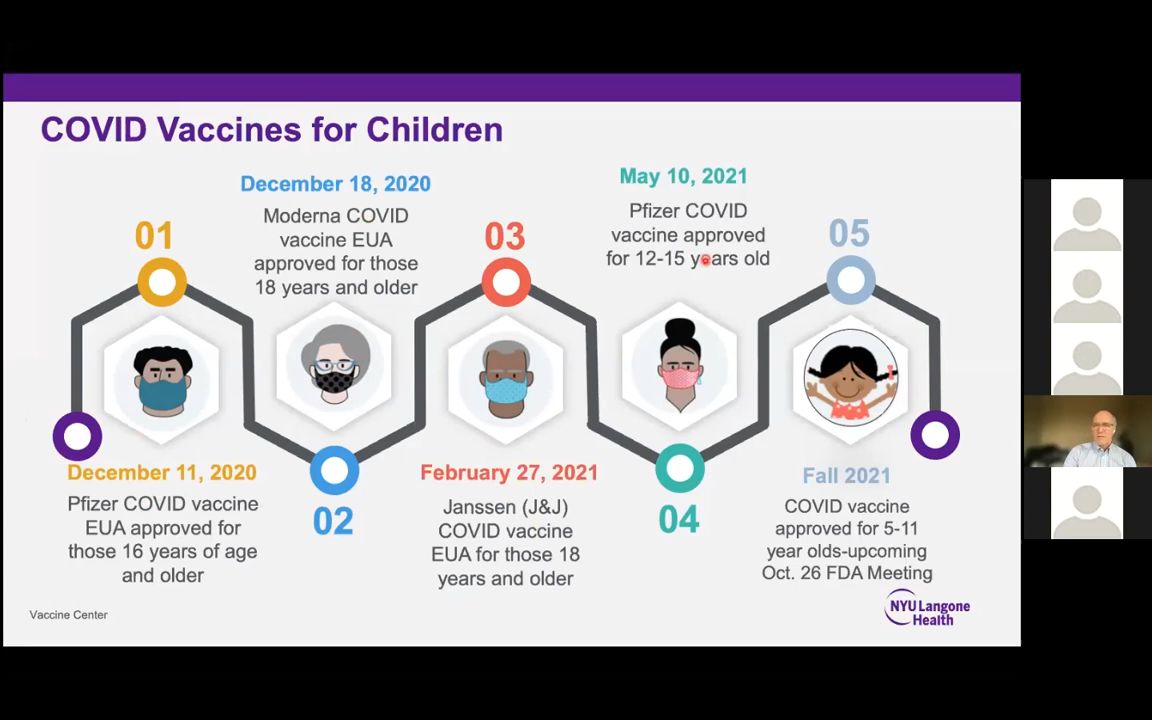 COVID Vaccines for Children
01
December 11, 2020
Pfizer COVID vaccine
EUA approved for
those 16 years of age
and older
December 18, 2020
Moderna COVID
vaccine EUA
approved for those
18 years and older
02
03
February 27, 2021
Janssen (J&J)
COVID vaccine
EUA for those 18
years and older
May 10, 2021
Pfizer COVID
vaccine approved
for 12-15 years old
04
05
Fall 2021
COVID vaccine
approved for 5-11
year olds-upcoming
Oct. 26 FDA Meeting
Vaccine Center
NYU Langone
Health